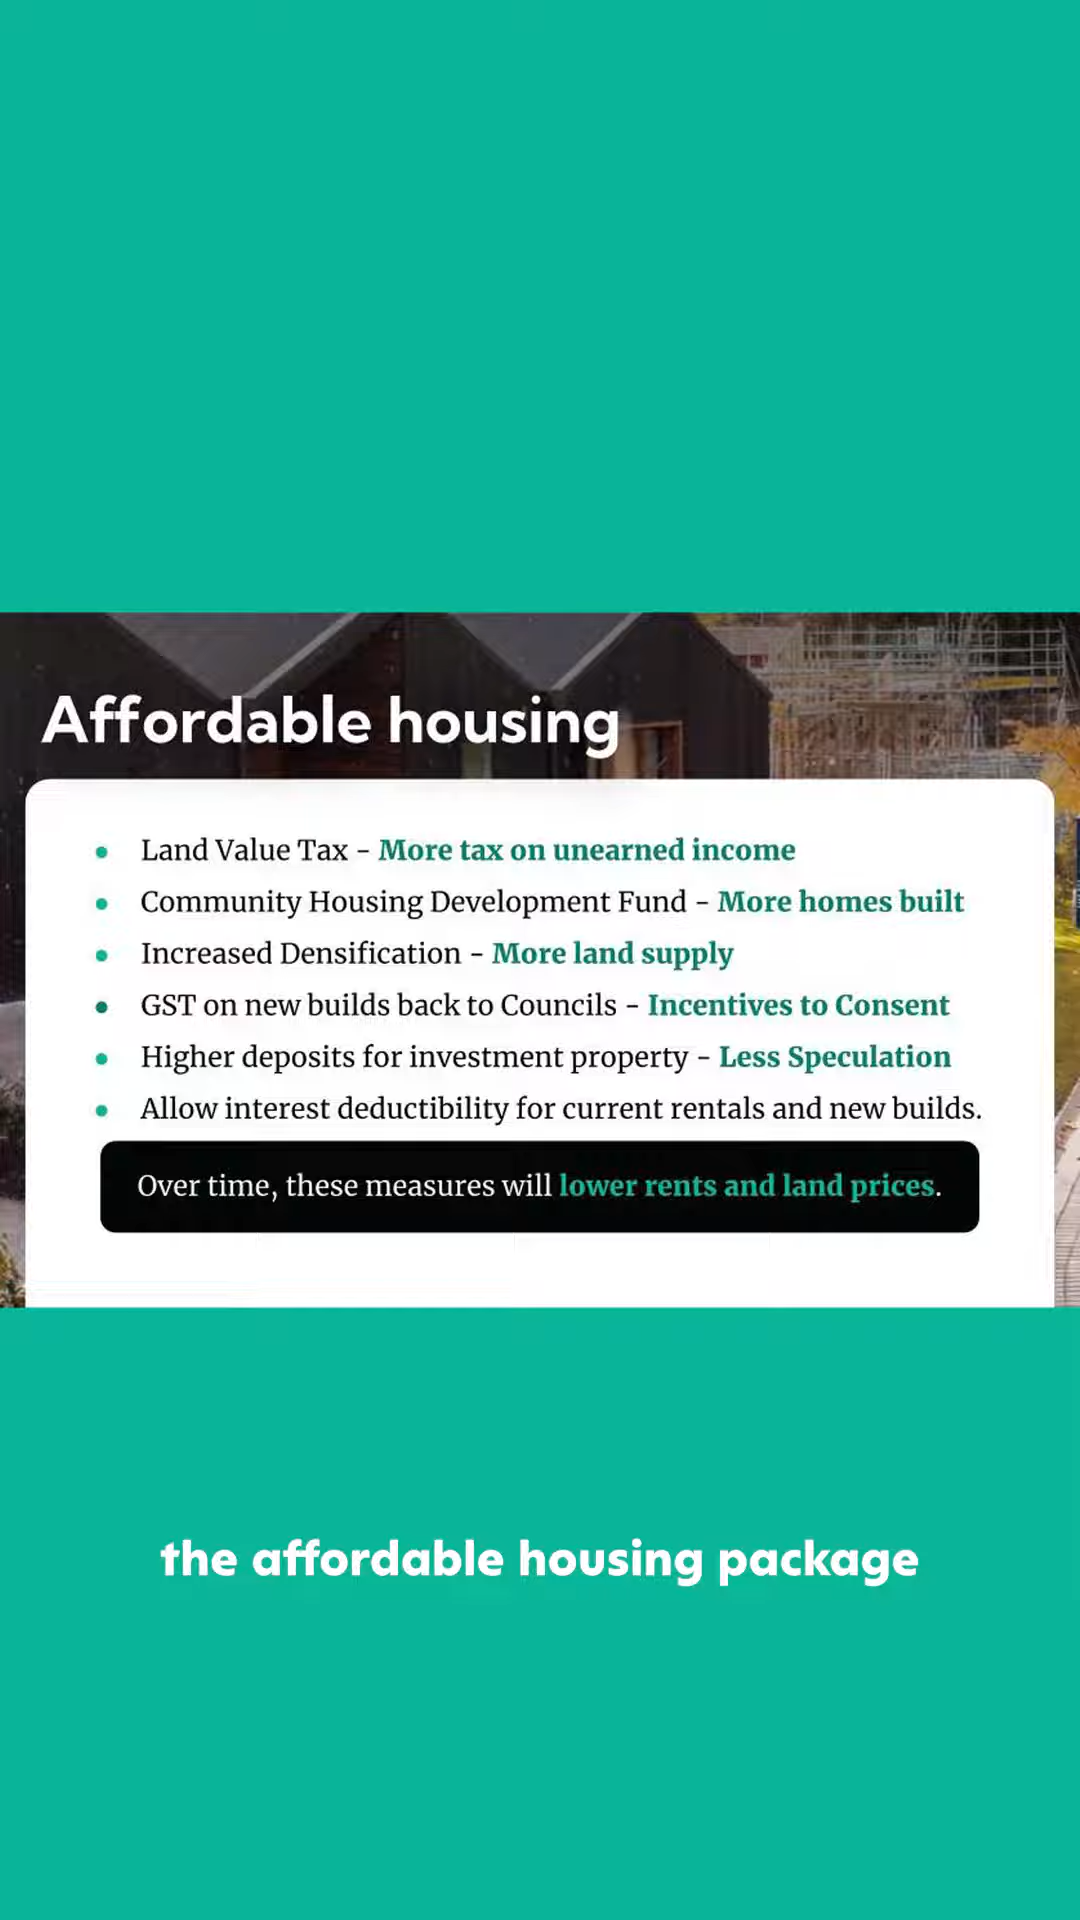 Affordable housing
• Land Value Tax - More tax on unearned income
• Community Housing Development Fund - More homes built
• Increased Densification - More land supply
• GST on new builds back to Councils - Incentives to Consent
• Higher deposits for investment property - Less Speculation
• Allow interest deductibility for current rentals and new builds.
Over time, these measures will lower rents and land prices.
the affordable housing package